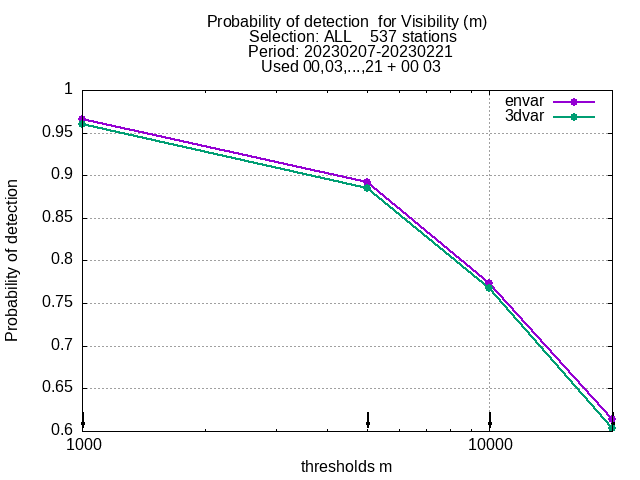 Probability of detection  for Visibility (m)
Selection: ALL    537 stations
Period: 20230207-20230221
Used 00,03,...,21 + 00 03
envar
3dvar
1
0.95
0.9
0.85
0.8
0.75
0.7
0.65
0.6
Probability of detection
1000
10000
thresholds m